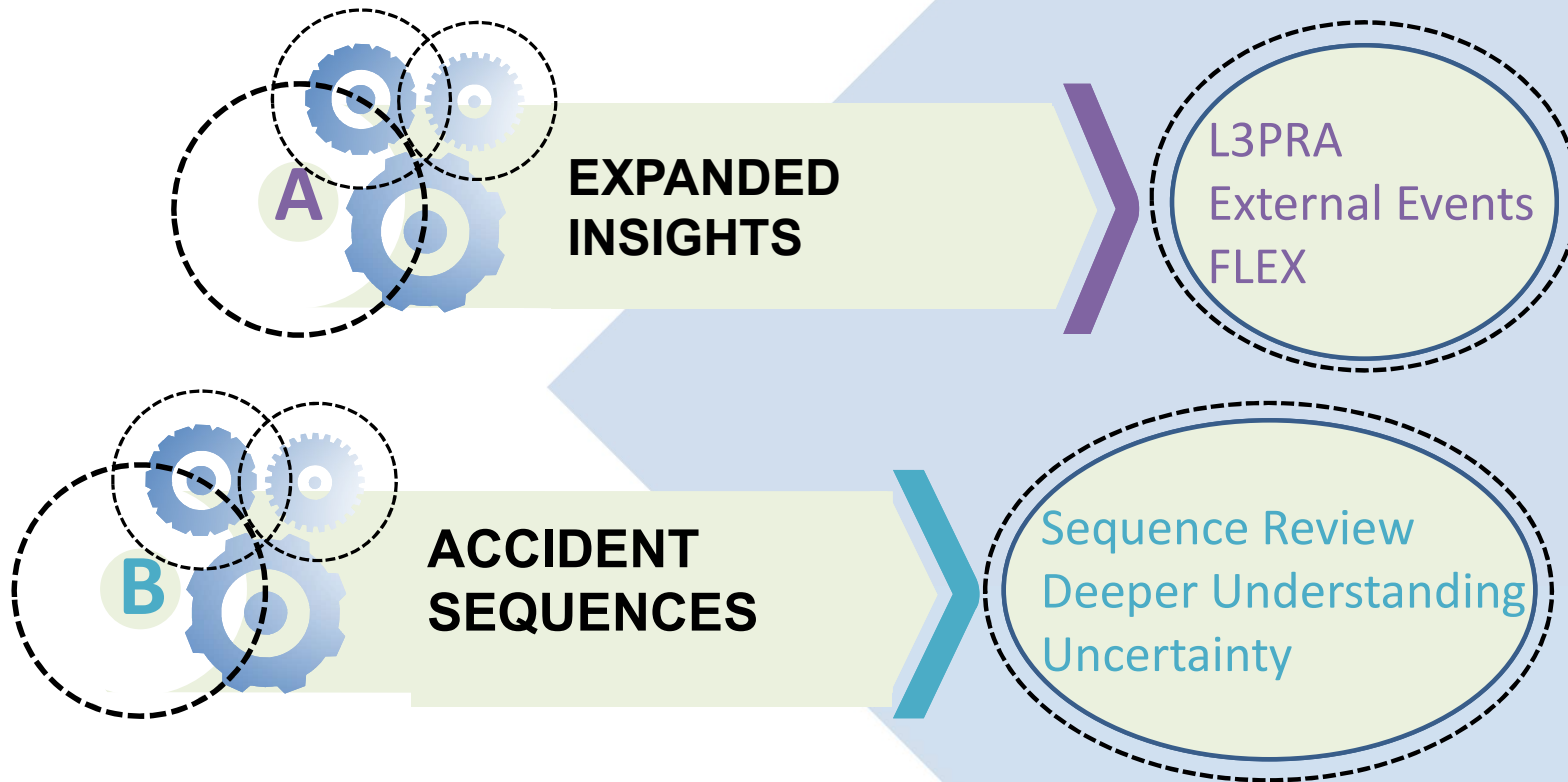 A
EXPANDED
INSIGHTS
L3PRA
External Events
FLEX
B
ACCIDENT
SEQUENCES
Sequence Review
Deeper Understanding
Uncertainty